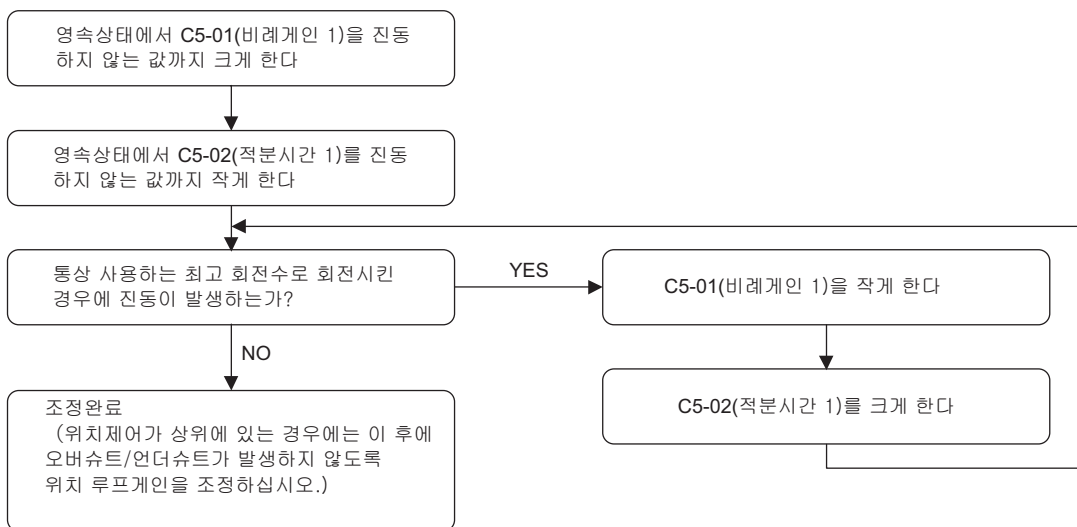 영속상태에서 C5-01(비례게인 1)을 진동
하지 않는 값까지 크게 한다
영속상태에서 C5-02(적분시간 1)를 진동
하지 않는 값까지 작게 한다
통상 사용하는 최고 회전수로 회전시킨
경우에 진동이 발생하는가?
YES
C5-01(비례게인 1)을 작게 한다
C5-02(적분시간 1)를 크게 한다
NO
조정완료
(위치제어가 상위에 있는 경우에는 이 후에
오버슈트/언더슈트가 발생하지 않도록
위치 루프게인을 조정하십시오.)